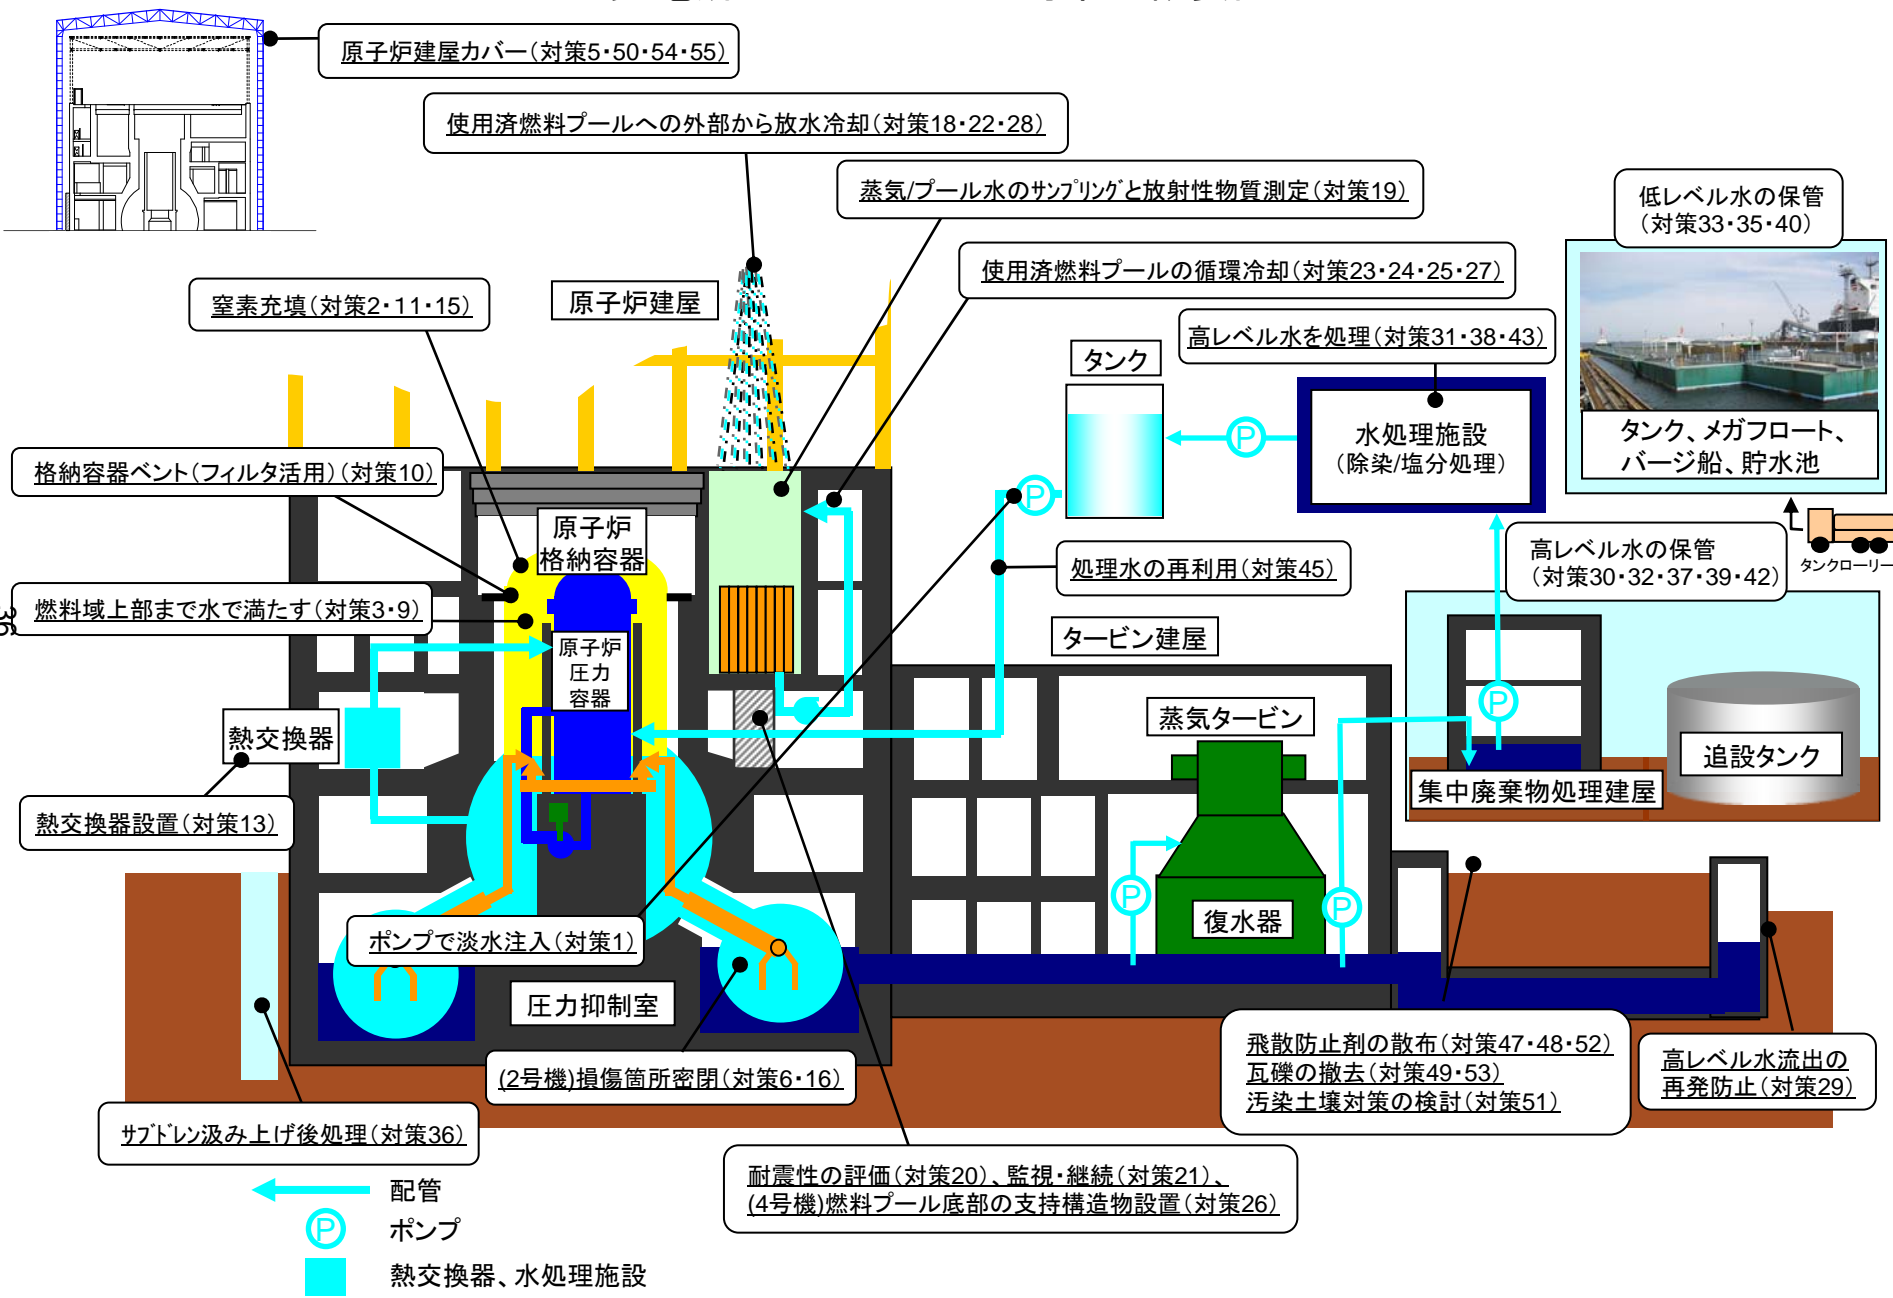 原子炉建屋カバー(対策5・50・54・55)
使用済燃料プールへの外部から放水冷却(対策18・22・28)
蒸気/プール水のサンプリングと放射性物質測定(対策19)
低レベル水の保管
(対策33・35・40)
使用済燃料プールの循環冷却(対策23・24・25・27)
窒素充填(対策2・11・15)
原子炉建屋
高レベル水を処理(対策31・38・43)
タンク
P
水処理施設
(除染/塩分処理)
タンク、メガフロート、
バージ船、貯水池
格納容器ベント(フィルタ活用)(対策10)
P
原子炉
格納容器
高レベル水の保管
(対策30・32・37・39・42)
タンクローリー
処理水の再利用(対策45)
燃料域上部まで水で満たす(対策3・9)
36
原子炉
圧力
容器
タービン建屋
蒸気タービン
P
熱交換器
追設タンク
集中廃棄物処理建屋
熱交換器設置(対策13)
P
P
復水器
ポンプで淡水注入(対策1)
圧力抑制室
(2号機)損傷箇所密閉(対策6・16)
飛散防止剤の散布(対策47・48・52)
瓦礫の撤去(対策49・53)
汚染土壌対策の検討(対策51)
高レベル水流出の
再発防止(対策29)
サブドレン汲み上げ後処理(対策36)
耐震性の評価(対策20)、監視・継続(対策21)、
(4号機)燃料プール底部の支持構造物設置(対策26)
配管
P
ポンプ
熱交換器、水処理施設